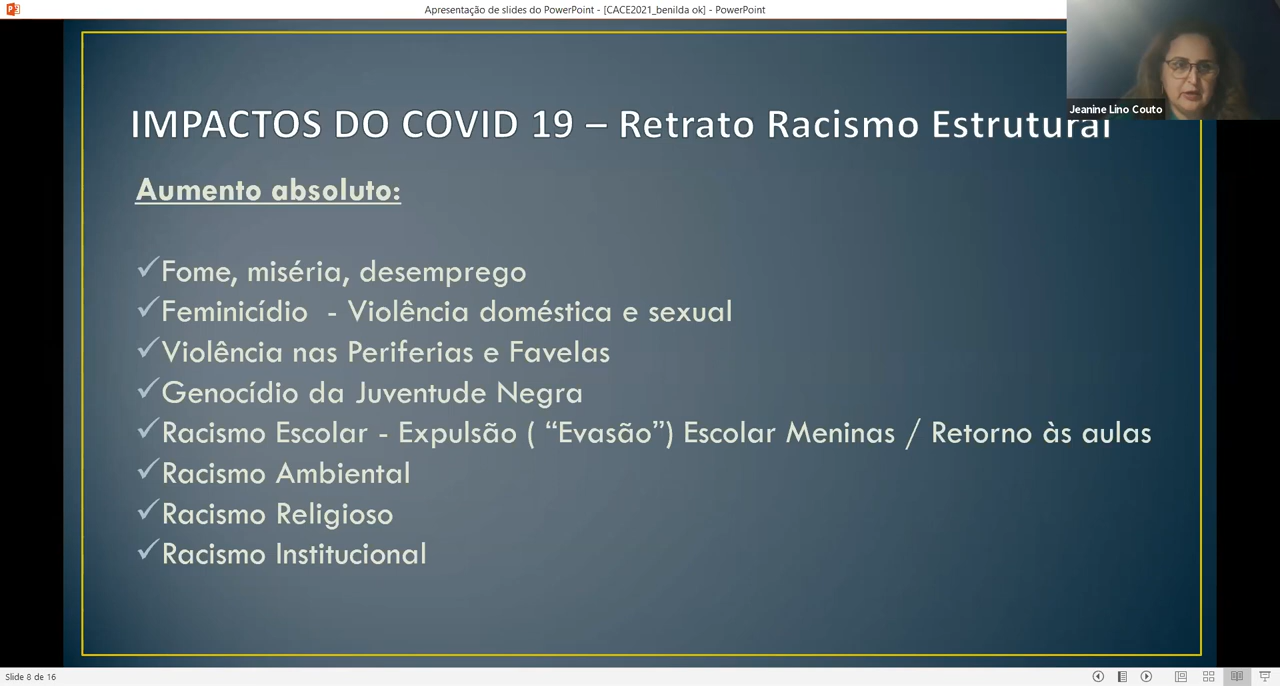 Apresentação de slides do PowerPoint - [CACE2021_benilda ok] - PowerPoint
Jeanine Lino Couto
IMPACTOS DO COVID 19 – Retrato Racismo Estrutural
Aumento absoluto:
✓Fome, miséria, desemprego
✓Feminicídio - Violência doméstica e sexual
✓Violência nas Periferias e Favelas
✓Genocídio da Juventude Negra
✓Racismo Escolar - Expulsão ( “Evasão”) Escolar Meninas / Retorno às aulas
✓Racismo Ambiental
✓Racismo Religioso
✓Racismo Institucional
Slide 8 de 16